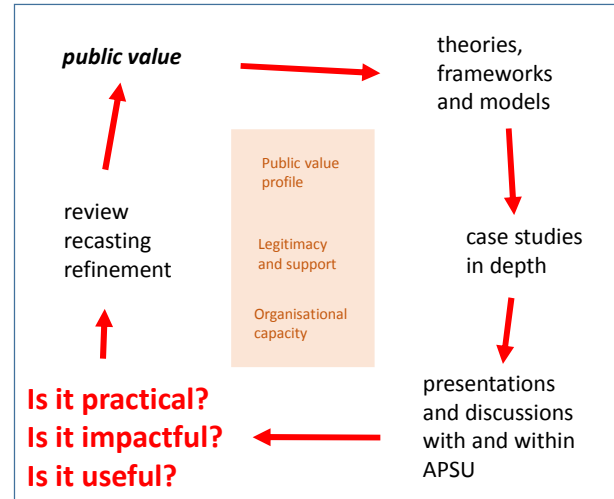 public value
theories,
frameworks
and models
Public value
profile
review
recasting
refinement
Legitimacy
and support
case studies
in depth
Organisational
capacity
presentations
and discussions
with and within
APSU
Is it practical?
Is it impactful?
Is it useful?